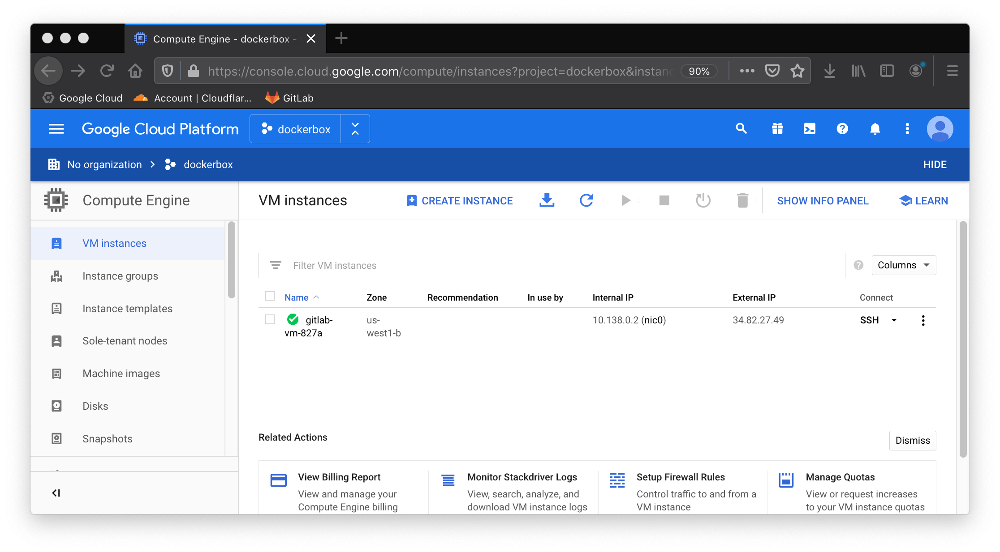 Compute Engine - dockerbox -
https://console.cloud.google.com/compute/instances?project=dockerbox&instanc
90%
Google Cloud
Account | Cloudflar...
GitLab
Google Cloud Platform
dockerbox
No organization
dockerbox
HIDE
Compute Engine
VM instances
CREATE INSTANCE
SHOW INFO PANEL
LEARN
VM instances
Instance groups
Instance templates
Sole-tenant nodes
Machine images
Disks
Snapshots
Filter VM instances
Columns
Name
Zone
Recommendation
In use by
Internal IP
External IP
Connect
gitlab-
vm-827a
us-
west1-b
10.138.0.2 (nic0)
34.82.27.49
SSH
Related Actions
Dismiss
View Billing Report
View and manage your
Compute Engine billing
Monitor Stackdriver Logs
View, search, analyze, and
download VM instance logs
Setup Firewall Rules
Control traffic to and from a
VM instance
Manage Quotas
View or request increases
to your VM instance quotas